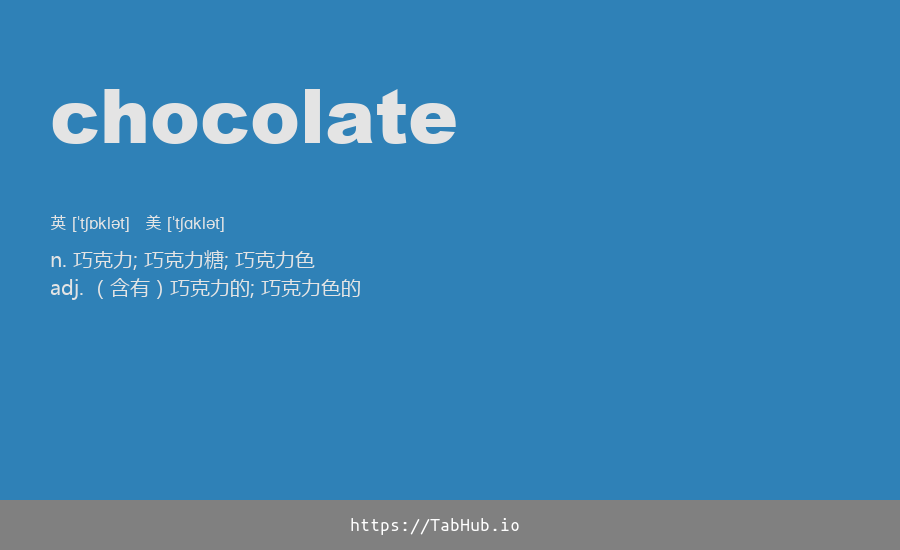 chocolate
英 [ˈtʃɒklət] 美 [ˈtʃɑklət]
n. 巧克力; 巧克力糖; 巧克力色
adj. （含有）巧克力的; 巧克力色的
https://TabHub.io